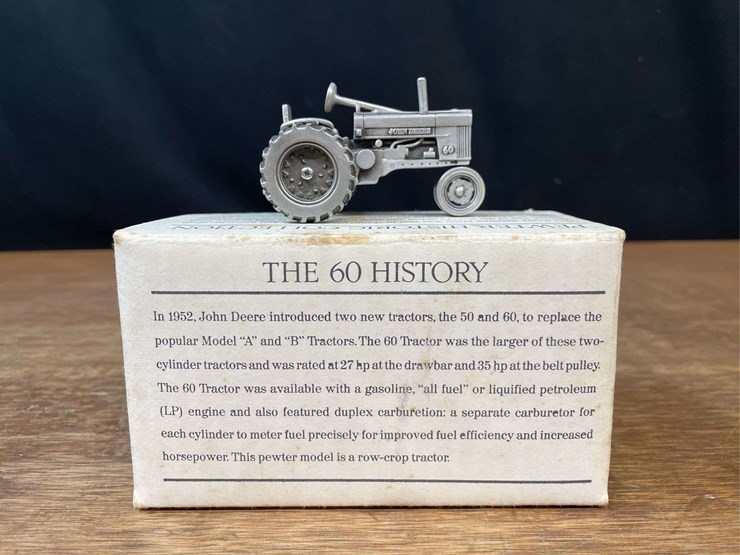 JOHN DEERE
60
PEWTER HISTORIC COLLECTION
THE 60 HISTORY
In 1952, John Deere introduced two new tractors, the 50 and 60, to replace the
popular Model "A" and "B" Tractors. The 60 Tractor was the larger of these two-
cylinder tractors and was rated at 27 hp at the drawbar and 35 hp at the belt pulley.
The 60 Tractor was available with a gasoline, "all fuel" or liquified petroleum
(LP) engine and also featured duplex carburetion: a separate carburetor for
each cylinder to meter fuel precisely for improved fuel efficiency and increased
horsepower. This pewter model is a row-crop tractor.